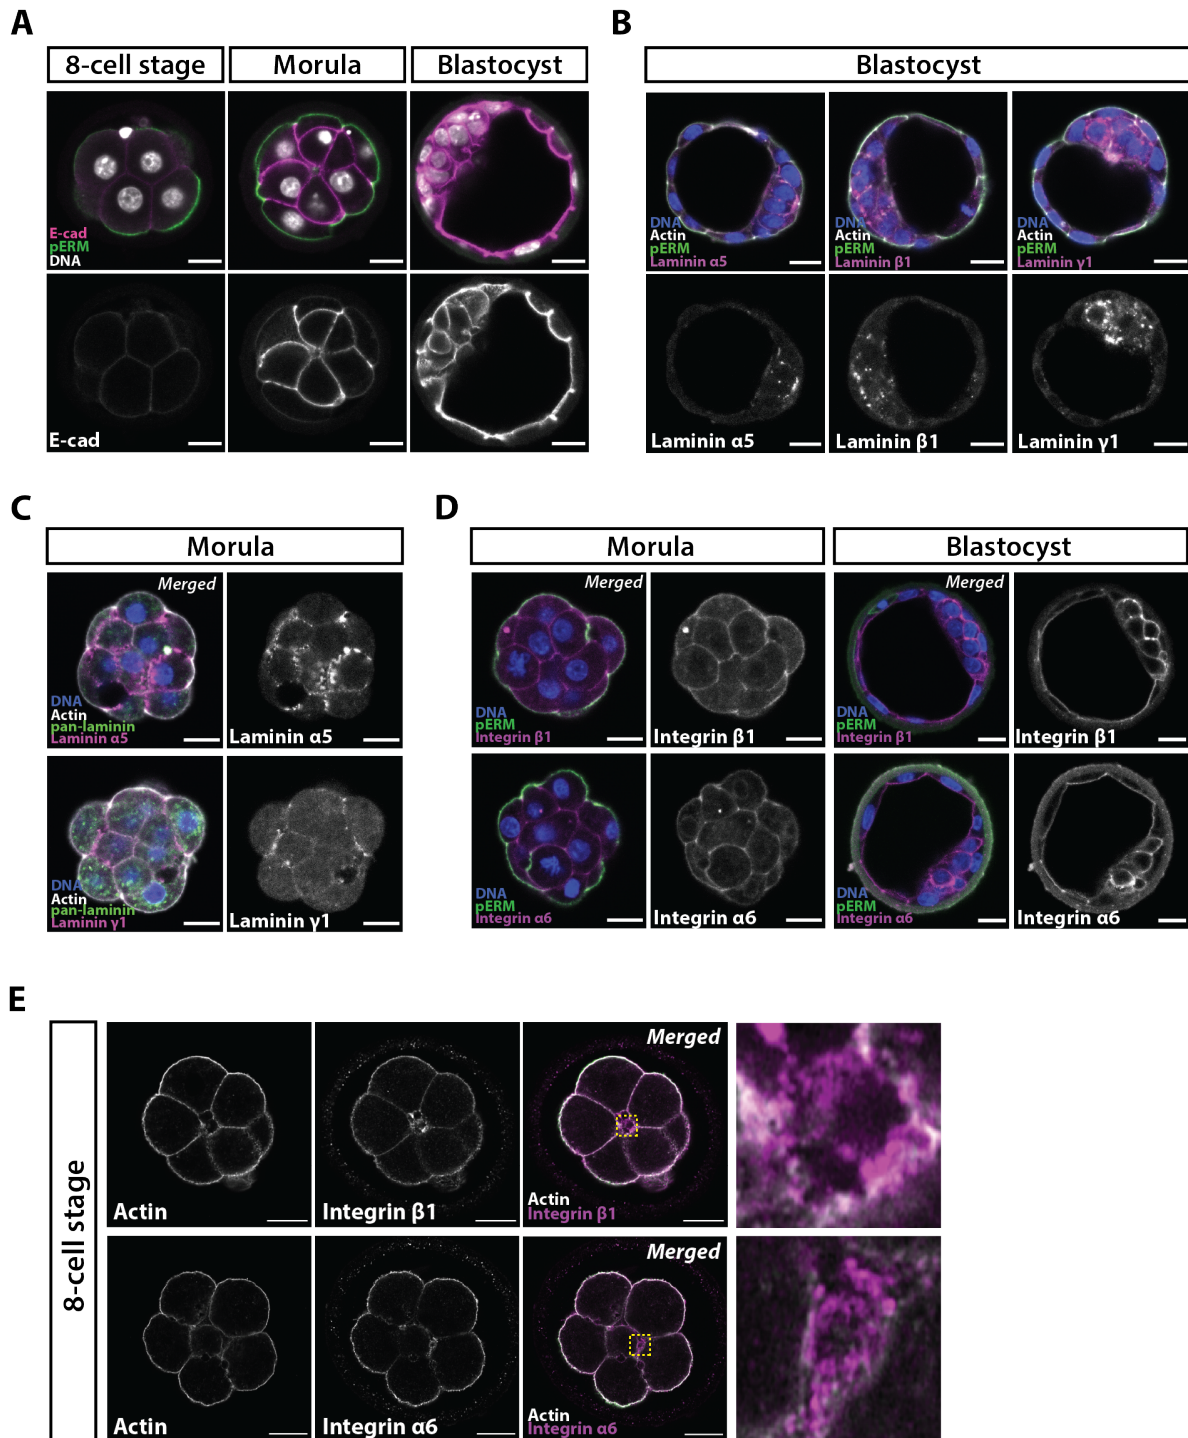 A
8-cell stage
Morula
Blastocyst
E-cad
pERM
DNA
E-cad
B
Blastocyst
DNA
Actin
pERM
Laminin α5
DNA
Actin
pERM
Laminin β1
DNA
Actin
pERM
Laminin γ1
Laminin α5
Laminin β1
Laminin γ1
C
Morula
Merged
DNA
Actin
pan-laminin
Laminin α5
Laminin α5
DNA
Actin
pan-laminin
Laminin γ1
Laminin γ1
D
Morula
Blastocyst
Merged
DNA
pERM
Integrin β1
Integrin β1
Merged
DNA
pERM
Integrin β1
Integrin β1
DNA
pERM
Integrin α6
Integrin α6
DNA
pERM
Integrin α6
Integrin α6
E
8-cell stage
Actin
Integrin β1
Merged
Actin
Integrin β1
Actin
Integrin α6
Merged
Actin
Integrin α6